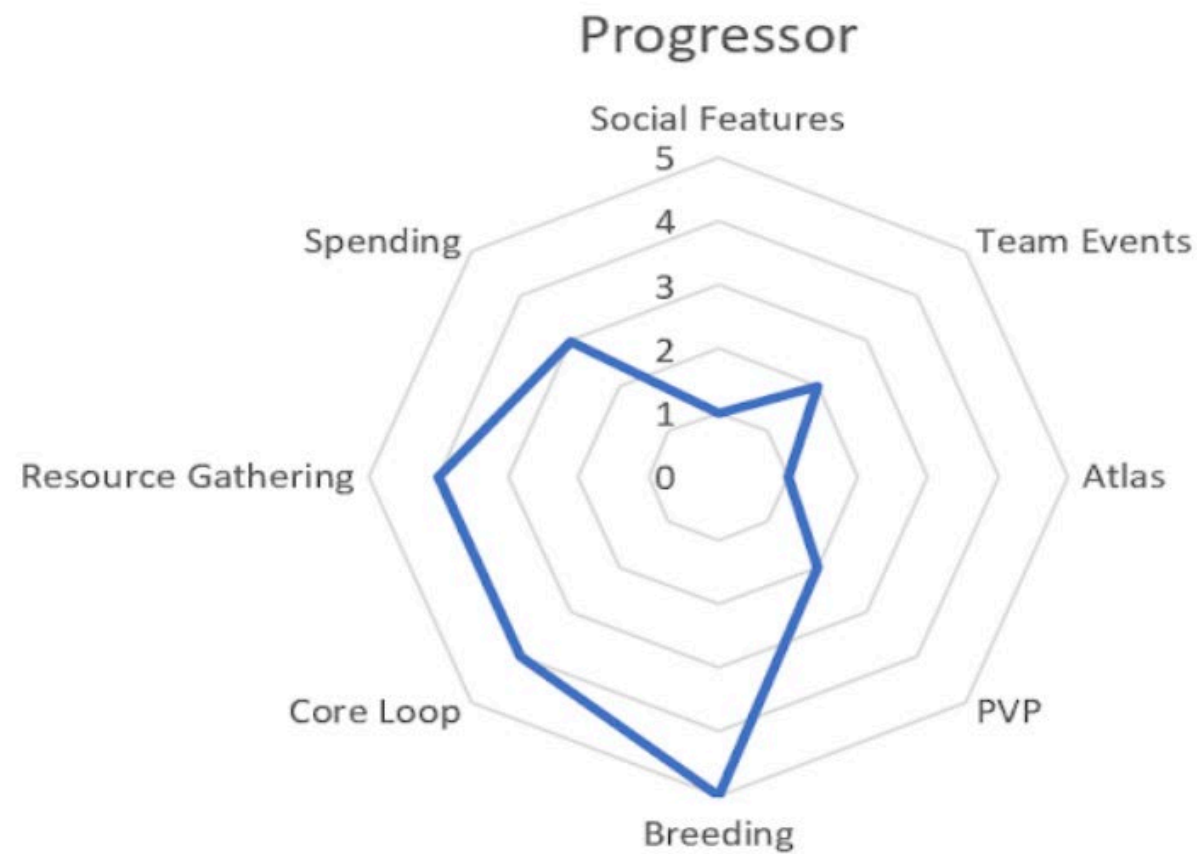 Progressor
Social Features
5
Spending
Team Events
4
3
2
1
Resource Gathering
0
Atlas
Core Loop
PVP
Breeding